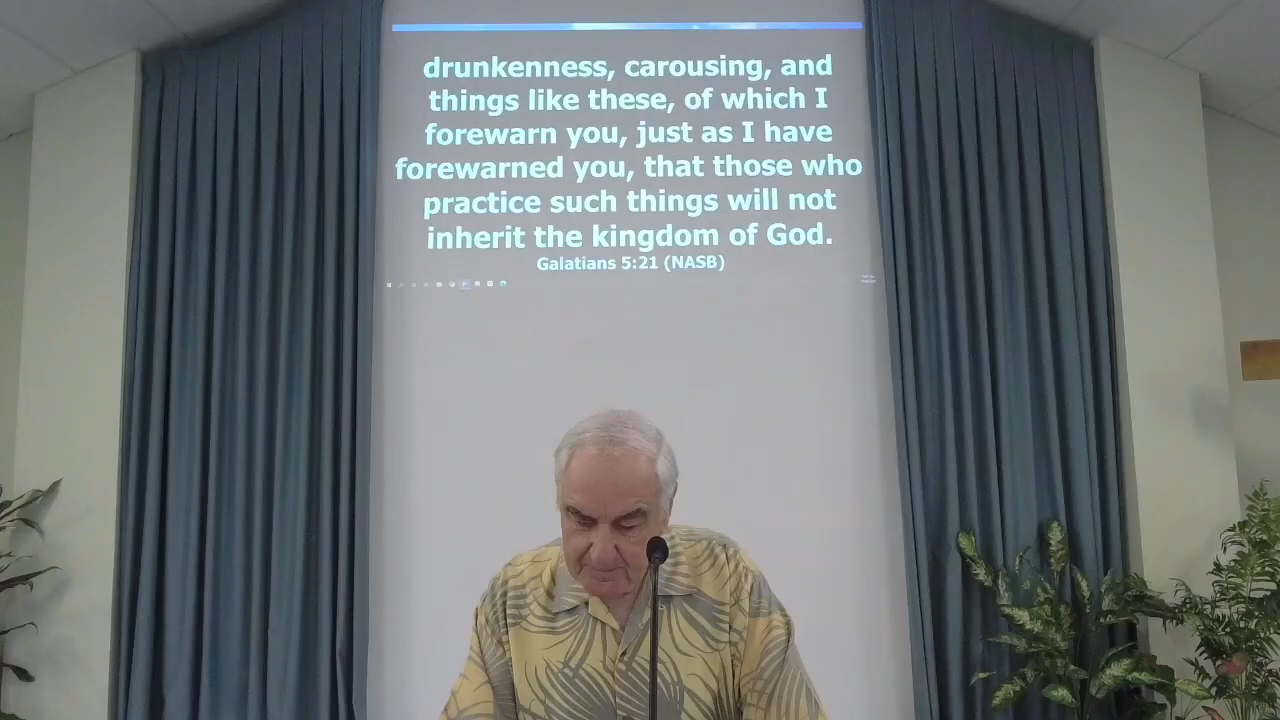 drunkenness, carousing, and
things like these, of which I
forewarn you, just as I have
forewarned you, that those who
practice such things will not
inherit the kingdom of God.
Galatians 5:21 (NASB)